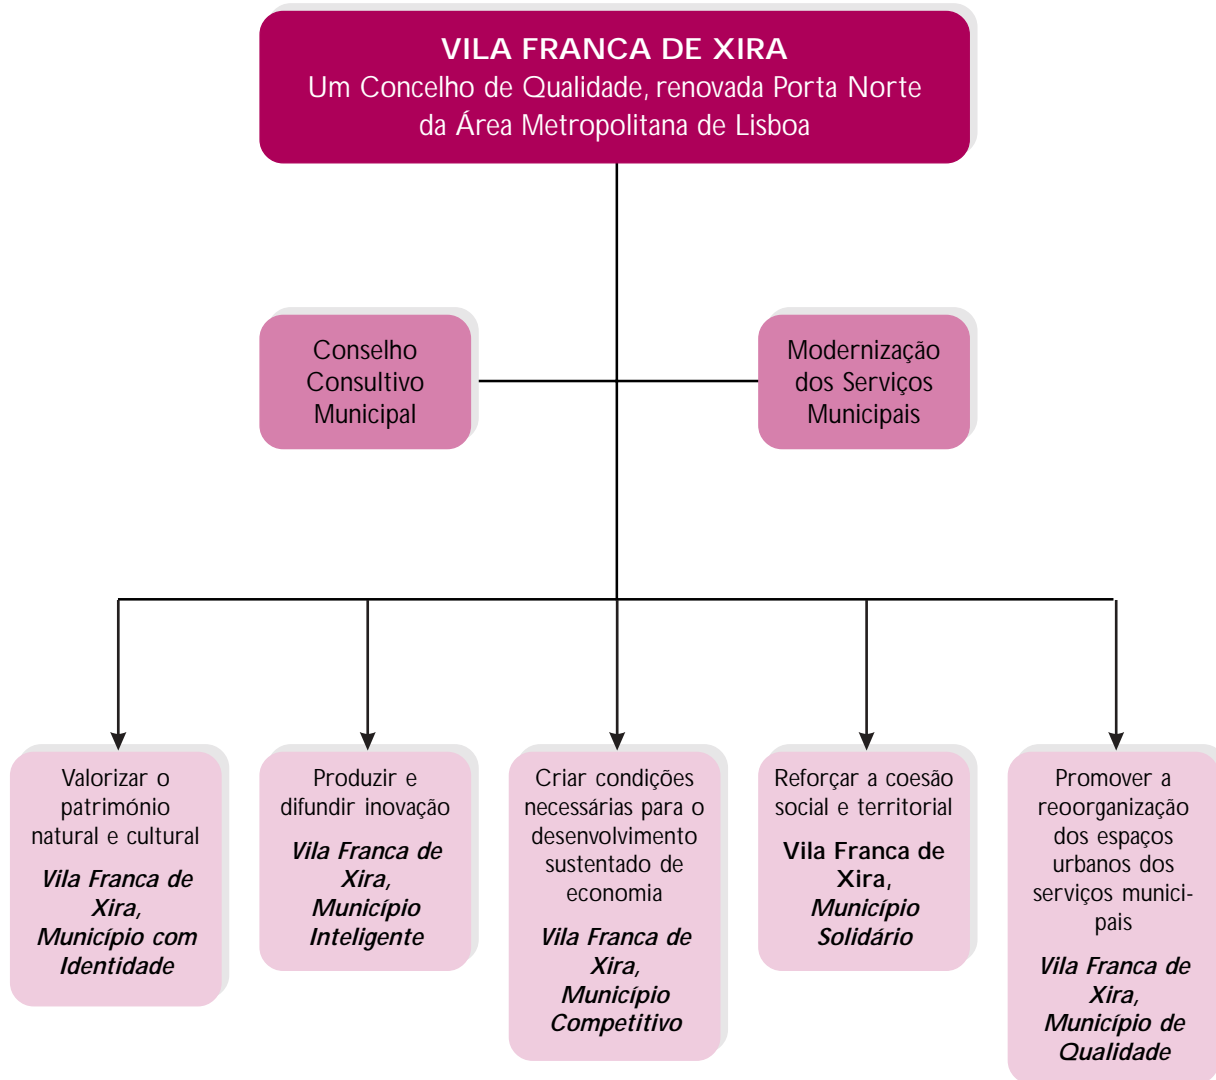 VILA FRANCA DE XIRA
Um Concelho de Qualidade, renovada Porta Norte
da Área Metropolitana de Lisboa
Conselho
Consultivo
Municipal
Modernização
dos Serviços
Municipais
Valorizar o
património
natural e cultural
Vila Franca de
Xira,
Município com
Identidade
Produzir e
difundir inovação
Vila Franca de
Xira,
Município
Inteligente
Criar condições
necessárias para o
desenvolvimento
sustentado de
economia
Vila Franca de
Xira,
Município
Competitivo
Reforçar a coesão
social e territorial
Vila Franca de
Xira,
Município
Solidário
Promover a
reorganização
dos espaços
urbanos dos
serviços munici-
pais
Vila Franca de
Xira,
Município de
Qualidade